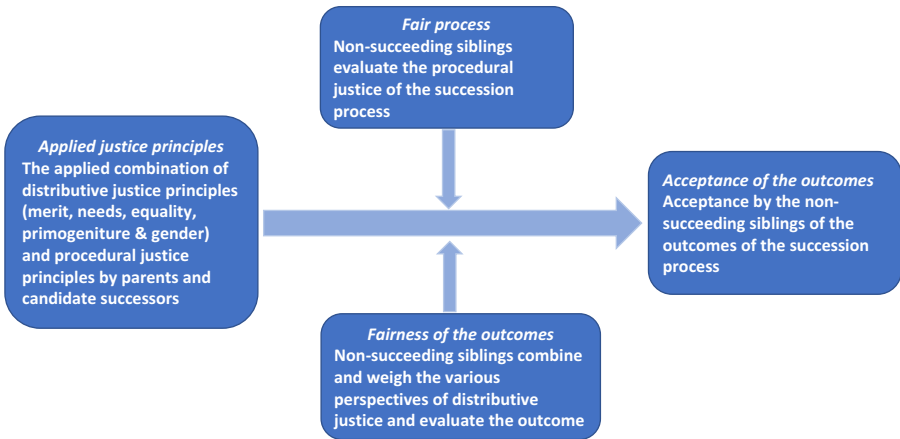 Fair process
Non-succeeding siblings
evaluate the procedural
justice of the succession
process
Applied justice principles
The applied combination of
distributive justice principles
(merit, needs, equality,
primogeniture & gender)
and procedural justice
principles by parents and
candidate successors
Acceptance of the outcomes
Acceptance by the non-
succeeding siblings of the
outcomes of the succession
process
Fairness of the outcomes
Non-succeeding siblings combine
and weigh the various
perspectives of distributive
justice and evaluate the outcome